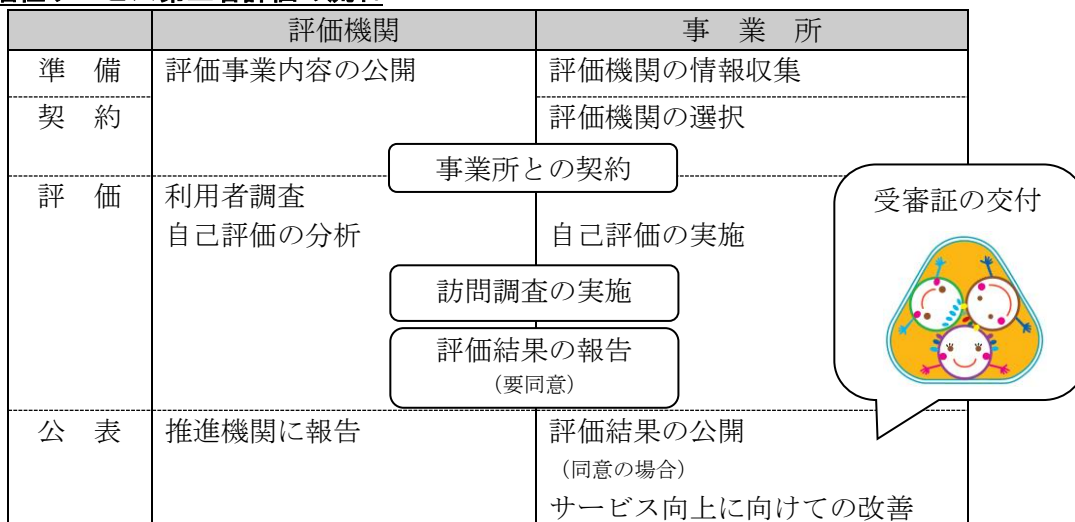 評価機関 事　業　所
準　備 評価事業内容の公開 評価機関の情報収集
契　約 評価機関の選択
事業所との契約
評　価 利用者調査
受審証の交付
自己評価の分析 自己評価の実施
訪問調査の実施
評価結果の報告
（要同意）
公　表 推進機関に報告 評価結果の公開
（同意の場合）
サービス向上に向けての改善